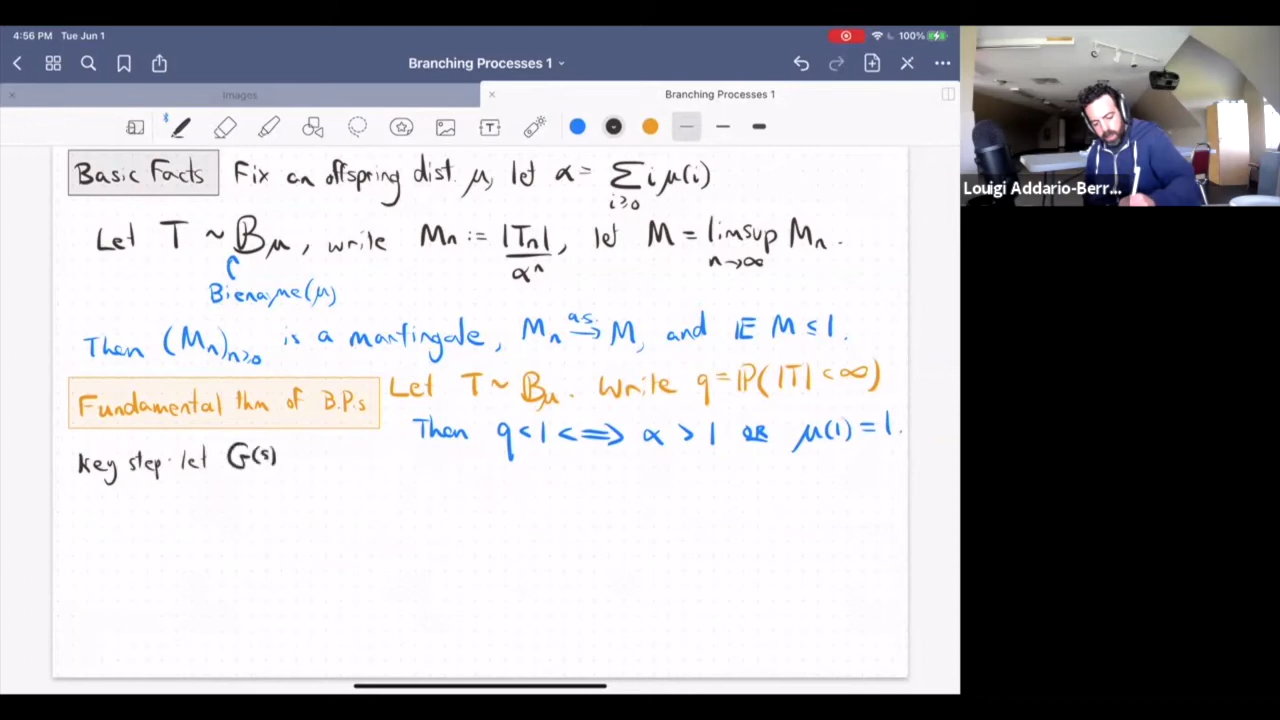 4:56 PM Tue Jun 1
100%
Branching Processes 1
Images
Branching Processes 1
Louigi Addario-Berr...
Basic Facts Fix an offspring dist. μ, let α = ∑_{i≥0} i μ(i)
Let T ~ B_μ, write M_n := |T_n| / α^n, let M = limsup_{n→∞} M_n.
Bienaymé(μ)
Then (M_n)_{n≥0} is a martingale, M_n →^{a.s.} M, and E M ≤ 1.
Fundamental thm of B.P.s Let T ~ B_μ. Write q = P(|T| < ∞)
Then q < 1 <=> α > 1 OR μ(1) = 1.
Key step. let G(s)